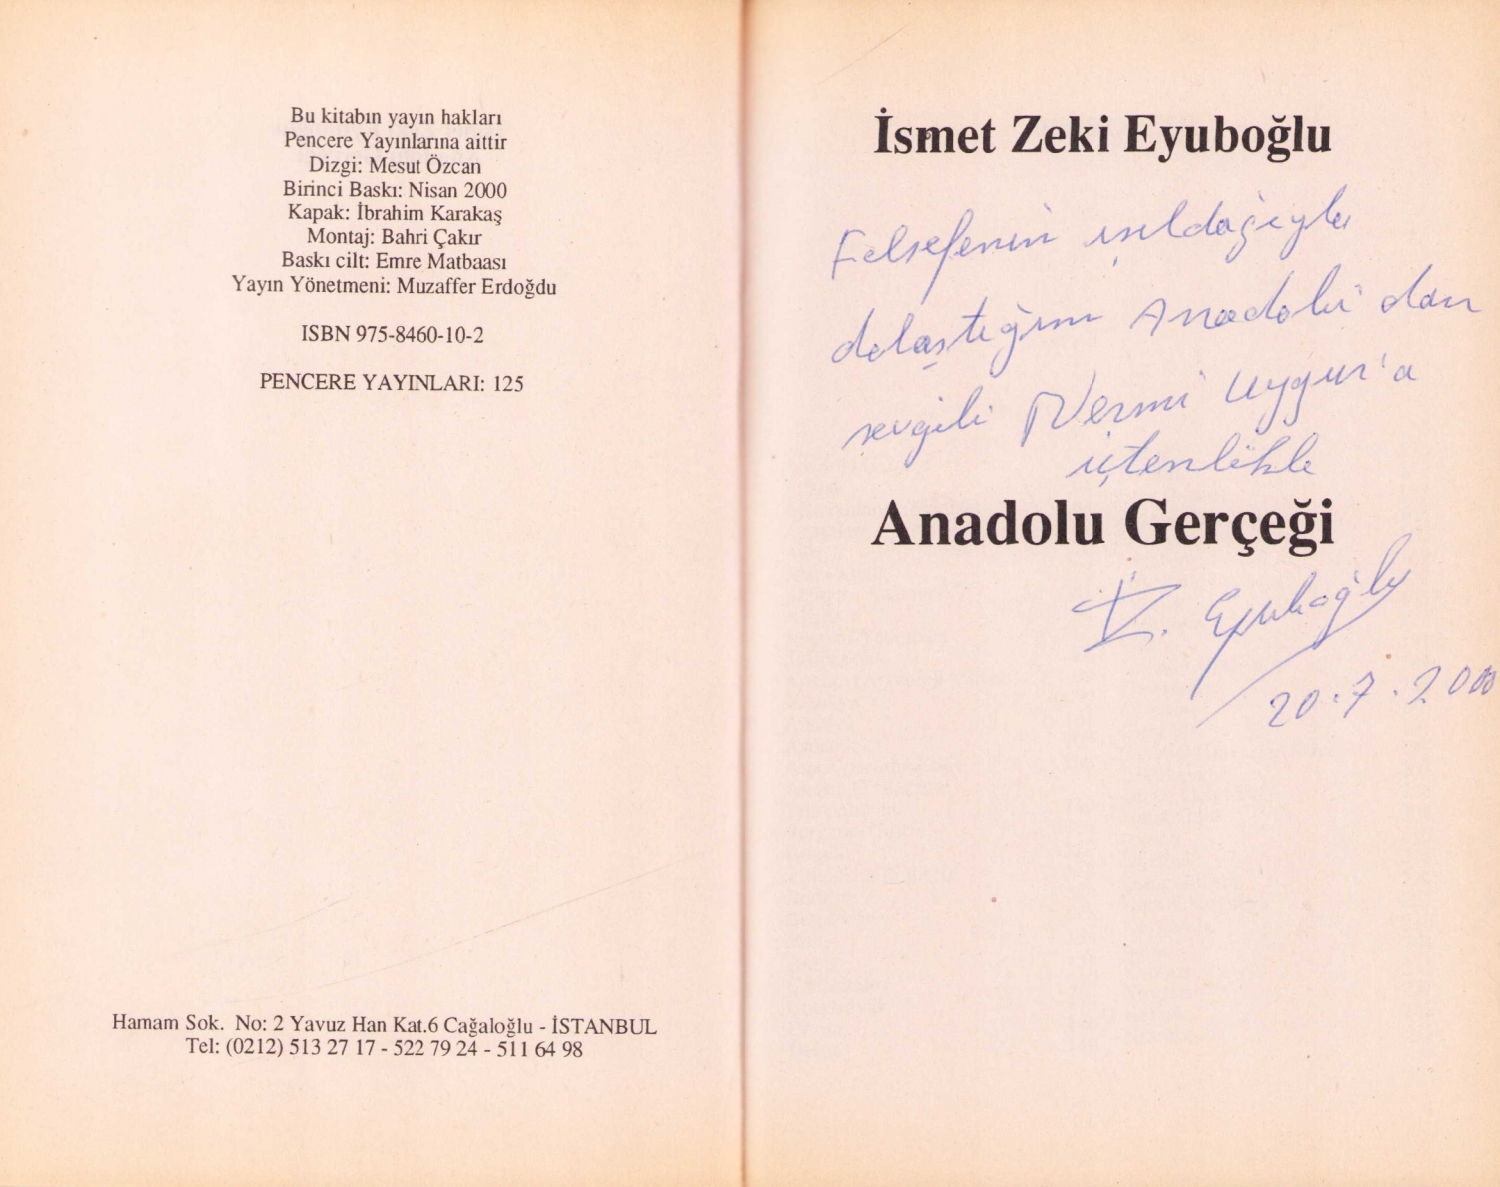 Bu kitabın yayın hakları
Pencere Yayınlarına aittir
Dizgi: Mesut Özcan
Birinci Baskı: Nisan 2000
Kapak: İbrahim Karakaş
Montaj: Bahri Çakır
Baskı cilt: Emre Matbaası
Yayın Yönetmeni: Muzaffer Erdoğdu
ISBN 975-8460-10-2
PENCERE YAYINLARI: 125
Hamam Sok. No: 2 Yavuz Han Kat.6 Cağaloğlu - İSTANBUL
Tel: (0212) 513 27 17 - 522 79 24 - 511 64 98
İsmet Zeki Eyuboğlu
Felsefenin ışıldağıyla
dolaştığım Anadolu'dan
sevgili Nermi Uygur'a
içtenlikle
Anadolu Gerçeği
İZ. Eyuboğlu
20.7.2000